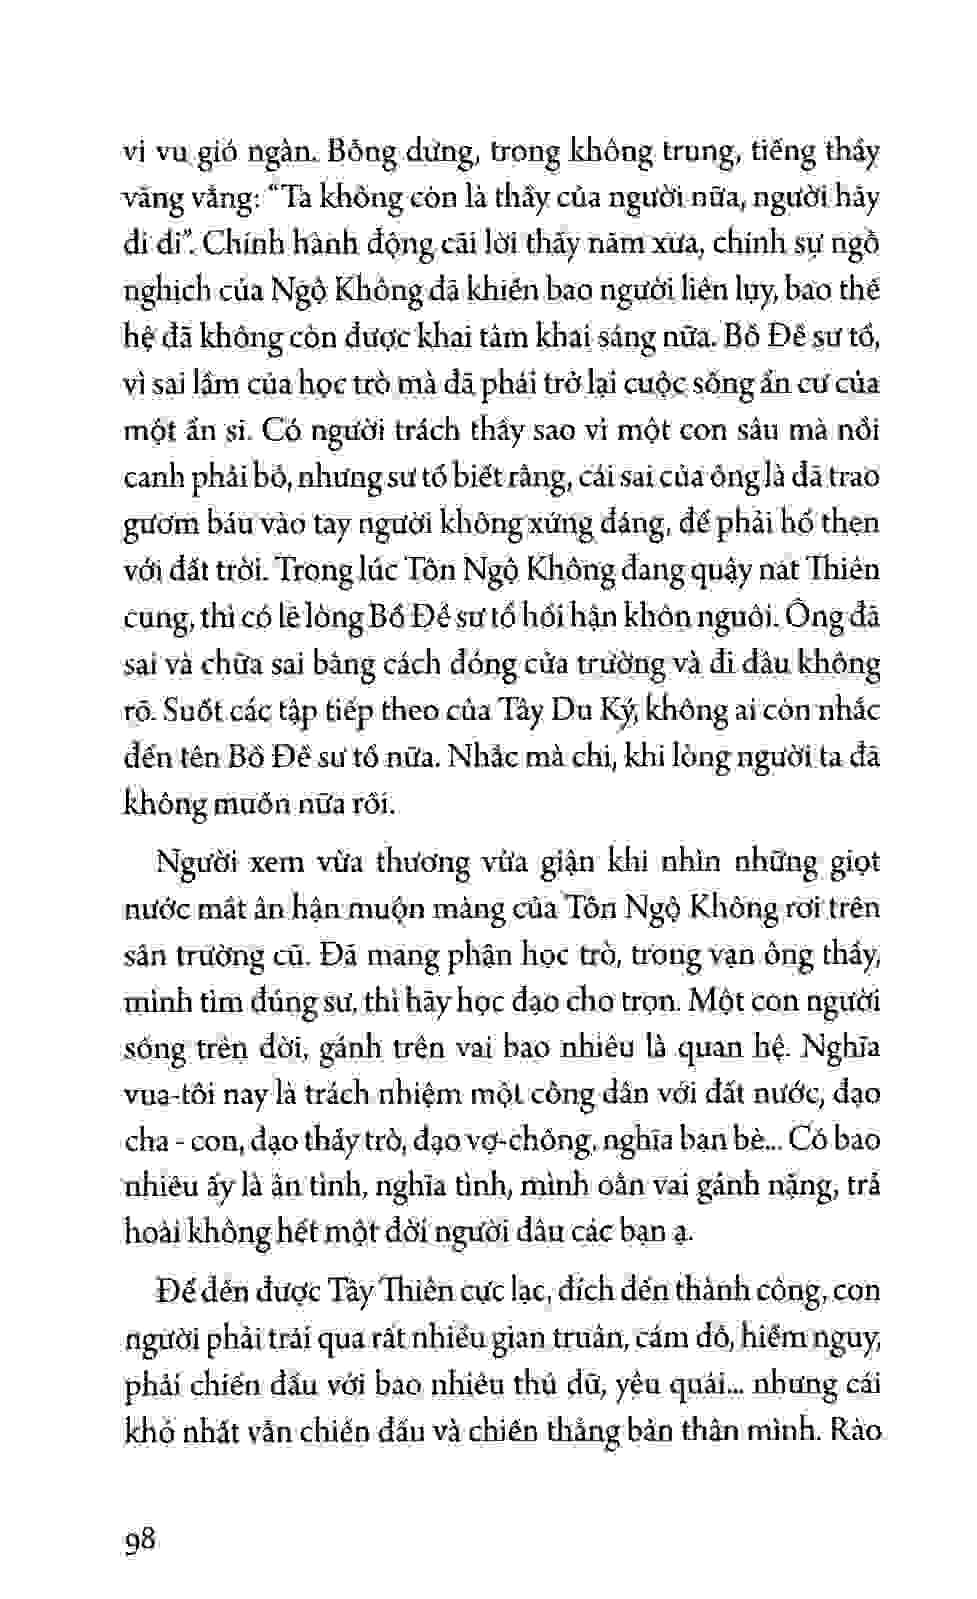 vi vu gió ngàn. Bỗng dưng, trong không trung, tiếng thầy
văng vẳng: “Ta không còn là thầy của người nữa, người hãy
đi đi”. Chính hành động cãi lời thầy năm xưa, chính sự ngỗ
nghịch của Ngộ Không đã khiến bao người liên lụy, bao thế
hệ đã không còn được khai tâm khai sáng nữa. Bồ Đề sư tổ,
vì sai lầm của học trò mà đã phải trở lại cuộc sống ẩn cư của
một ẩn sĩ. Có người trách thầy sao vì một con sâu mà nồi
canh phải bỏ, nhưng sư tổ biết rằng, cái sai của ông là đã trao
gươm báu vào tay người không xứng đáng, để phải hổ thẹn
với đất trời. Trong lúc Tôn Ngộ Không đang quậy nát Thiên
cung, thì có lẽ lòng Bồ Đề sư tổ hối hận khôn nguôi. Ông đã
sai và chữa sai bằng cách đóng cửa trường và đi đâu không
rõ. Suốt các tập tiếp theo của Tây Du Ký, không ai còn nhắc
đến tên Bồ Đề sư tổ nữa. Nhắc mà chi, khi lòng người ta đã
không muốn nữa rồi.
Người xem vừa thương vừa giận khi nhìn những giọt
nước mắt ân hận muộn màng của Tôn Ngộ Không rơi trên
sân trường cũ. Đã mang phận học trò, trong vạn ông thầy,
mình tìm đúng sư, thì hãy học đạo cho trọn. Một con người
sống trên đời, gánh trên vai bao nhiêu là quan hệ. Nghĩa
vua-tôi nay là trách nhiệm một công dân với đất nước, đạo
cha - con, đạo thầy trò, đạo vợ-chồng, nghĩa bạn bè... Có bao
nhiêu ấy là ân tình, nghĩa tình, mình oằn vai gánh nặng, trả
hoài không hết một đời người đâu các bạn ạ.
Để đến được Tây Thiên cực lạc, đích đến thành công, con
người phải trải qua rất nhiều gian truân, cám dỗ, hiểm nguy,
phải chiến đấu với bao nhiêu thú dữ, yêu quái... nhưng cái
khó nhất vẫn chiến đấu và chiến thắng bản thân mình. Rào
98